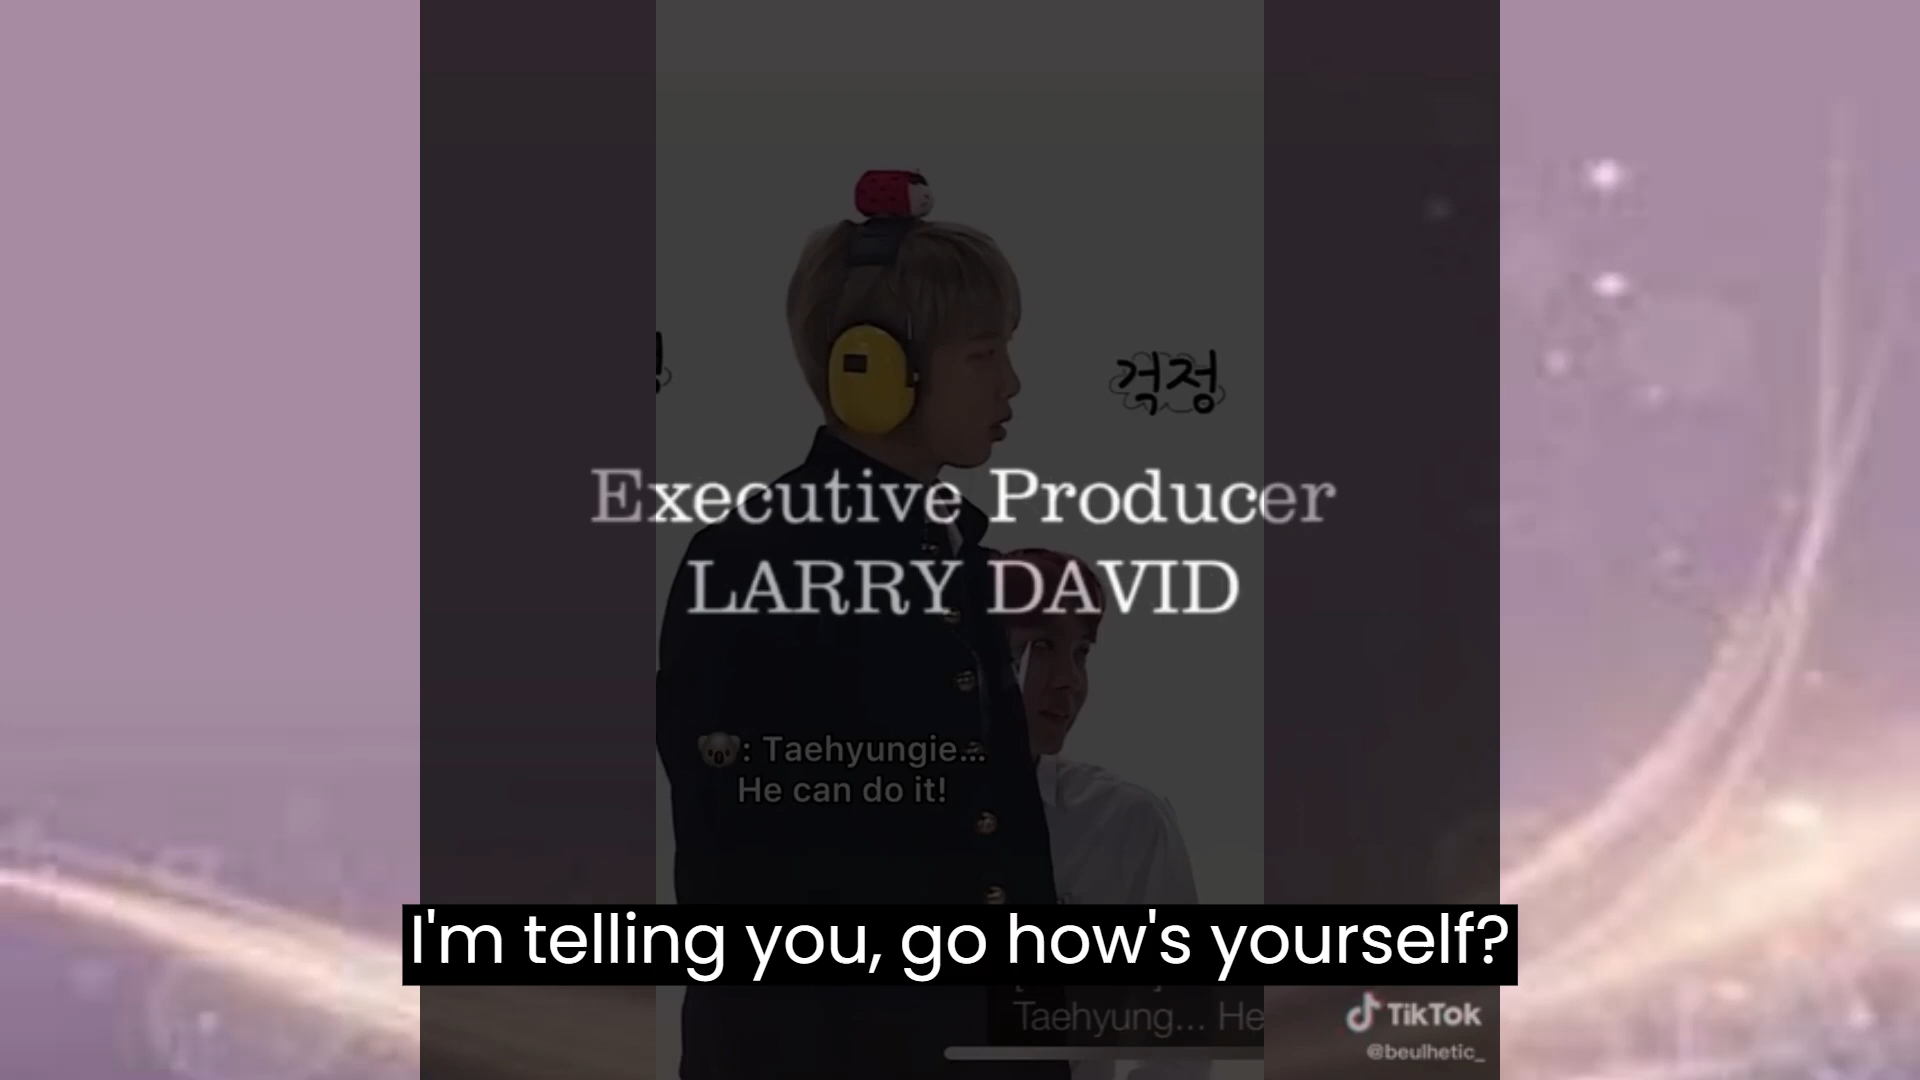 걱정
Executive Producer
LARRY DAVID
🐨: Taehyungie...
He can do it!
I'm telling you, go how's yourself?
Taehyung... He
TikTok
@beulhetic_